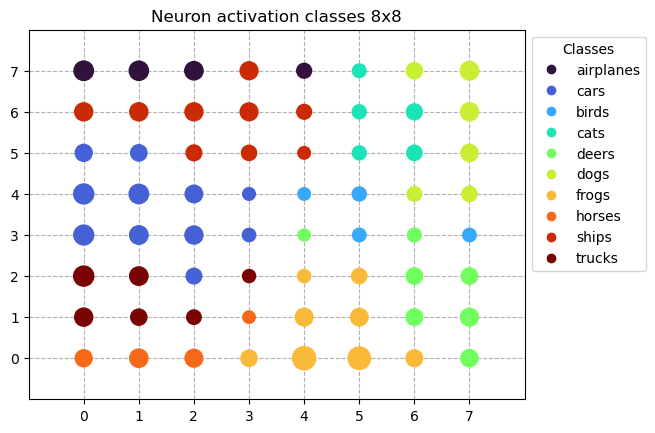 Neuron activation classes 8x8
7
6
5
4
3
2
1
0
0 1 2 3 4 5 6 7
Classes
airplanes
cars
birds
cats
deers
dogs
frogs
horses
ships
trucks